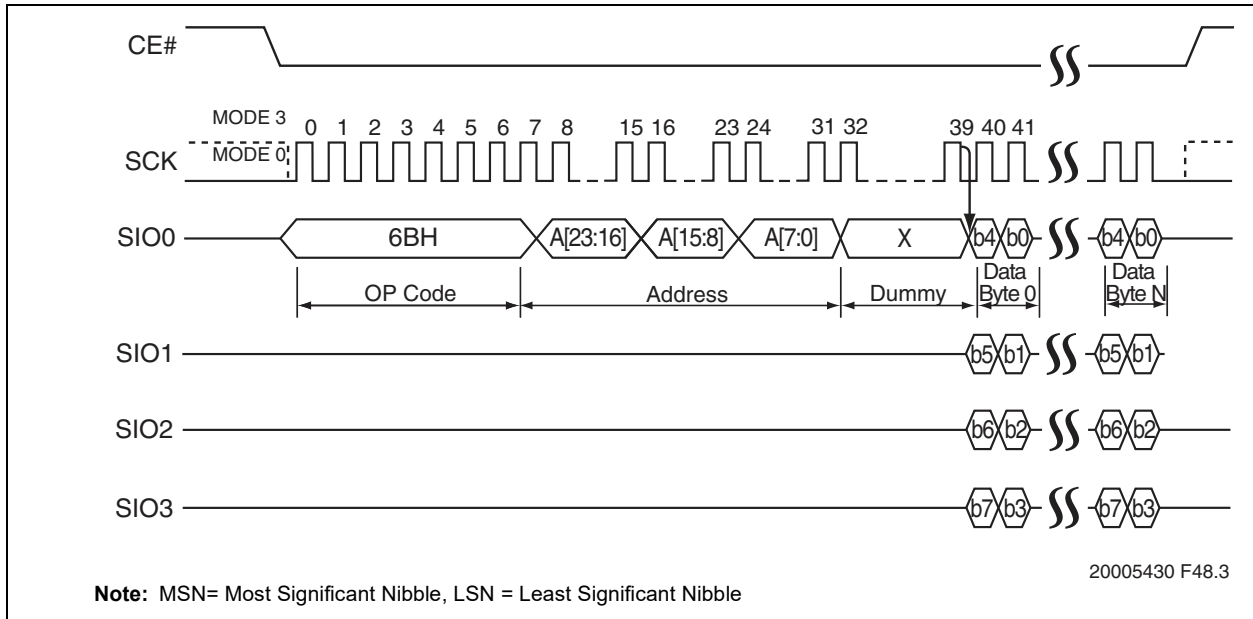 CE#
MODE 3
0 1 2 3 4 5 6 7 8 15 16 23 24 31 32 39 40 41
SCK
MODE 0
SIO0
6BH
A[23:16]
A[15:8]
A[7:0]
X
b4
b0
b4
b0
OP Code
Address
Dummy
Data
Byte 0
Data
Byte N
SIO1
b5
b1
b5
b1
SIO2
b6
b2
b6
b2
SIO3
b7
b3
b7
b3
20005430 F48.3
Note: MSN= Most Significant Nibble, LSN = Least Significant Nibble